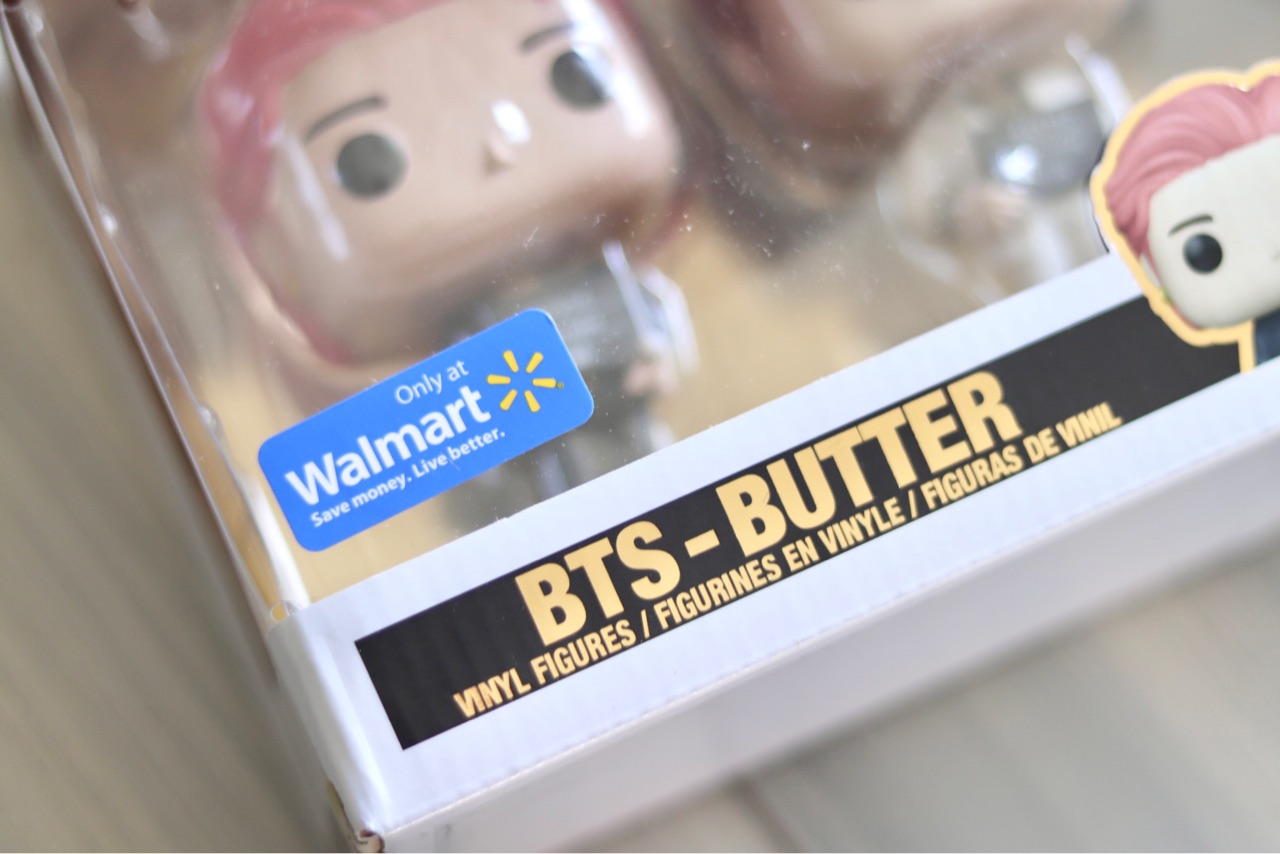 Only at
Walmart
Save money. Live better.
BTS - BUTTER
VINYL FIGURES / FIGURINES EN VINYLE / FIGURAS DE VINIL